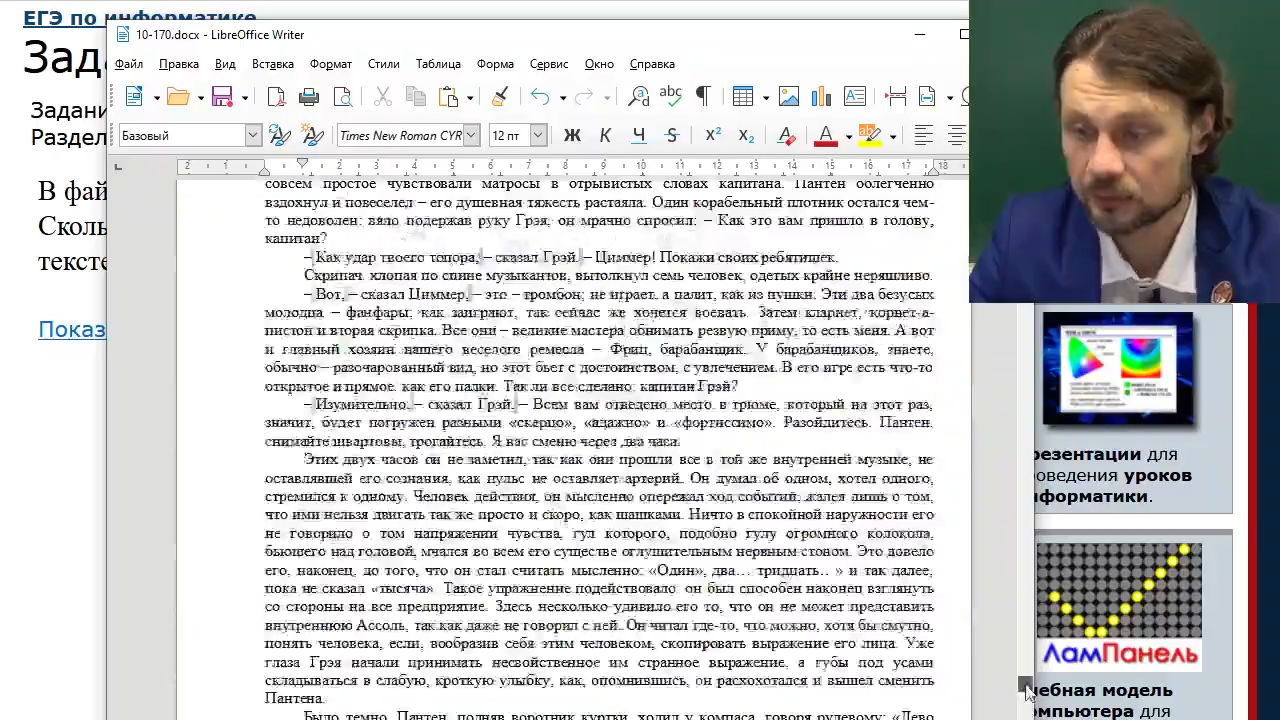 ЕГЭ по информатике
10-170.docx - LibreOffice Writer
Файл Правка Вид Вставка Формат Стили Таблица Форма Сервис Окно Справка
Базовый Times New Roman CYR 12 пт Ж К Ч S
Зад
Задани
Раздел
В фай
Сколь
тексте
Показ
совсем простое чувствовали матросы в отрывистых словах капитана. Пантен облегченно
вздохнул и повеселел – его душевная тяжесть растаяла. Один корабельный плотник остался чем-
то недоволен: вяло подержав руку Грэя, он мрачно спросил: – Как это вам пришло в голову,
капитан?
– Как удар твоего топора, – сказал Грэй. – Циммер! Покажи своих ребятишек.
Скрипач, хлопая по спине музыкантов, вытолкнул семь человек, одетых крайне неряшливо.
– Вот, – сказал Циммер, – это – тромбон; не играет, а палит, как из пушки. Эти два безусых
молодца – фанфары; как заиграют, так сейчас же хочется воевать. Затем кларнет, корнет-а-
пистон и вторая скрипка. Все они – великие мастера обнимать резвую приму, то есть меня. А вот
и главный хозяин нашего веселого ремесла – Фриц, барабанщик. У барабанщиков, знаете,
обычно – разочарованный вид, но этот бьет с достоинством, с увлечением. В его игре есть что-то
открытое и прямое, как его палки. Так ли все сделано, капитан Грэй?
– сказал Грэй. – Всем вам отведено место в трюме, который на этот раз,
значит, будет погружен разными «скерцо», «адажио» и «фортиссимо». Разойдитесь. Пантен,
снимайте швартовы, трогайтесь. Я вас сменю через два часа.
Этих двух часов он не заметил, так как они прошли все в той же внутренней музыке, не
оставлявшей его сознания, как пульс не оставляет артерий. Он думал об одном, хотел одного,
стремился к одному. Человек действия, он мысленно опережал ход событий, жалея лишь о том,
что ими нельзя двигать так же просто и скоро, как шашками. Ничто в спокойной наружности его
не говорило о том напряжении чувства, гул которого, подобно гулу огромного колокола,
бьющего над головой, мчался во всем его существе оглушительным нервным стоном. Это довело
его, наконец, до того, что он стал считать мысленно: «Один», два… тридцать…» и так далее,
пока не сказал «тысяча». Такое упражнение подействовало: он был способен наконец взглянуть
со стороны на все предприятие. Здесь несколько удивило его то, что он не может представить
внутреннюю Ассоль, так как даже не говорил с ней. Он читал где-то, что можно, хотя бы смутно,
понять человека, если, вообразив себя этим человеком, скопировать выражение его лица. Уже
глаза Грэя начали принимать несвойственное им странное выражение, а губы под усами
складываться в слабую, кроткую улыбку, как, опомнившись, он расхохотался и вышел сменить
Пантена.
Было темно. Пантен, подняв воротник куртки, ходил у компаса, говоря рулевому: «Лево
резентации для
роведения уроков
нформатики.
ЛамПанель
чебная модель
омпьютера для